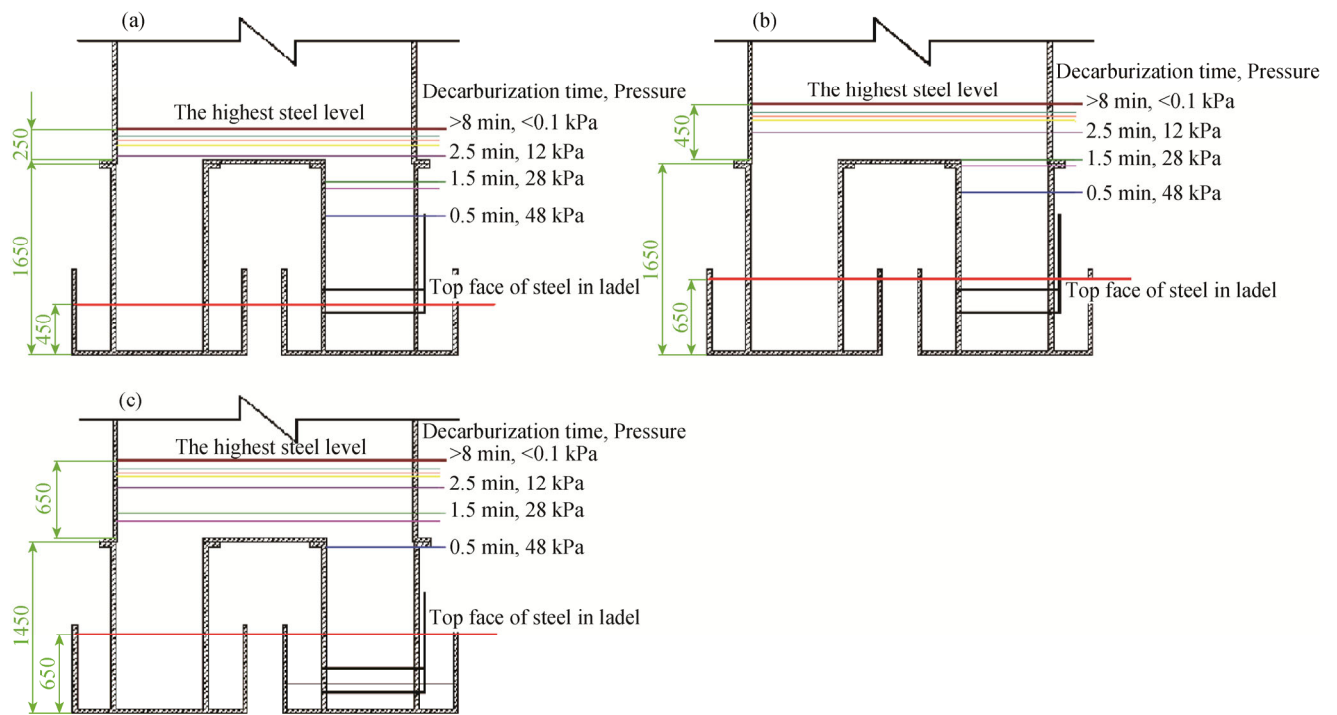 (a)
Decarburization time, Pressure
The highest steel level
>8 min, <0.1 kPa
250
2.5 min, 12 kPa
1.5 min, 28 kPa
0.5 min, 48 kPa
1650
Top face of steel in ladel
450
(b)
Decarburization time, Pressure
The highest steel level
>8 min, <0.1 kPa
450
2.5 min, 12 kPa
1.5 min, 28 kPa
0.5 min, 48 kPa
1650
Top face of steel in ladel
650
(c)
Decarburization time, Pressure
The highest steel level
>8 min, <0.1 kPa
650
2.5 min, 12 kPa
1.5 min, 28 kPa
0.5 min, 48 kPa
1450
Top face of steel in ladel
650